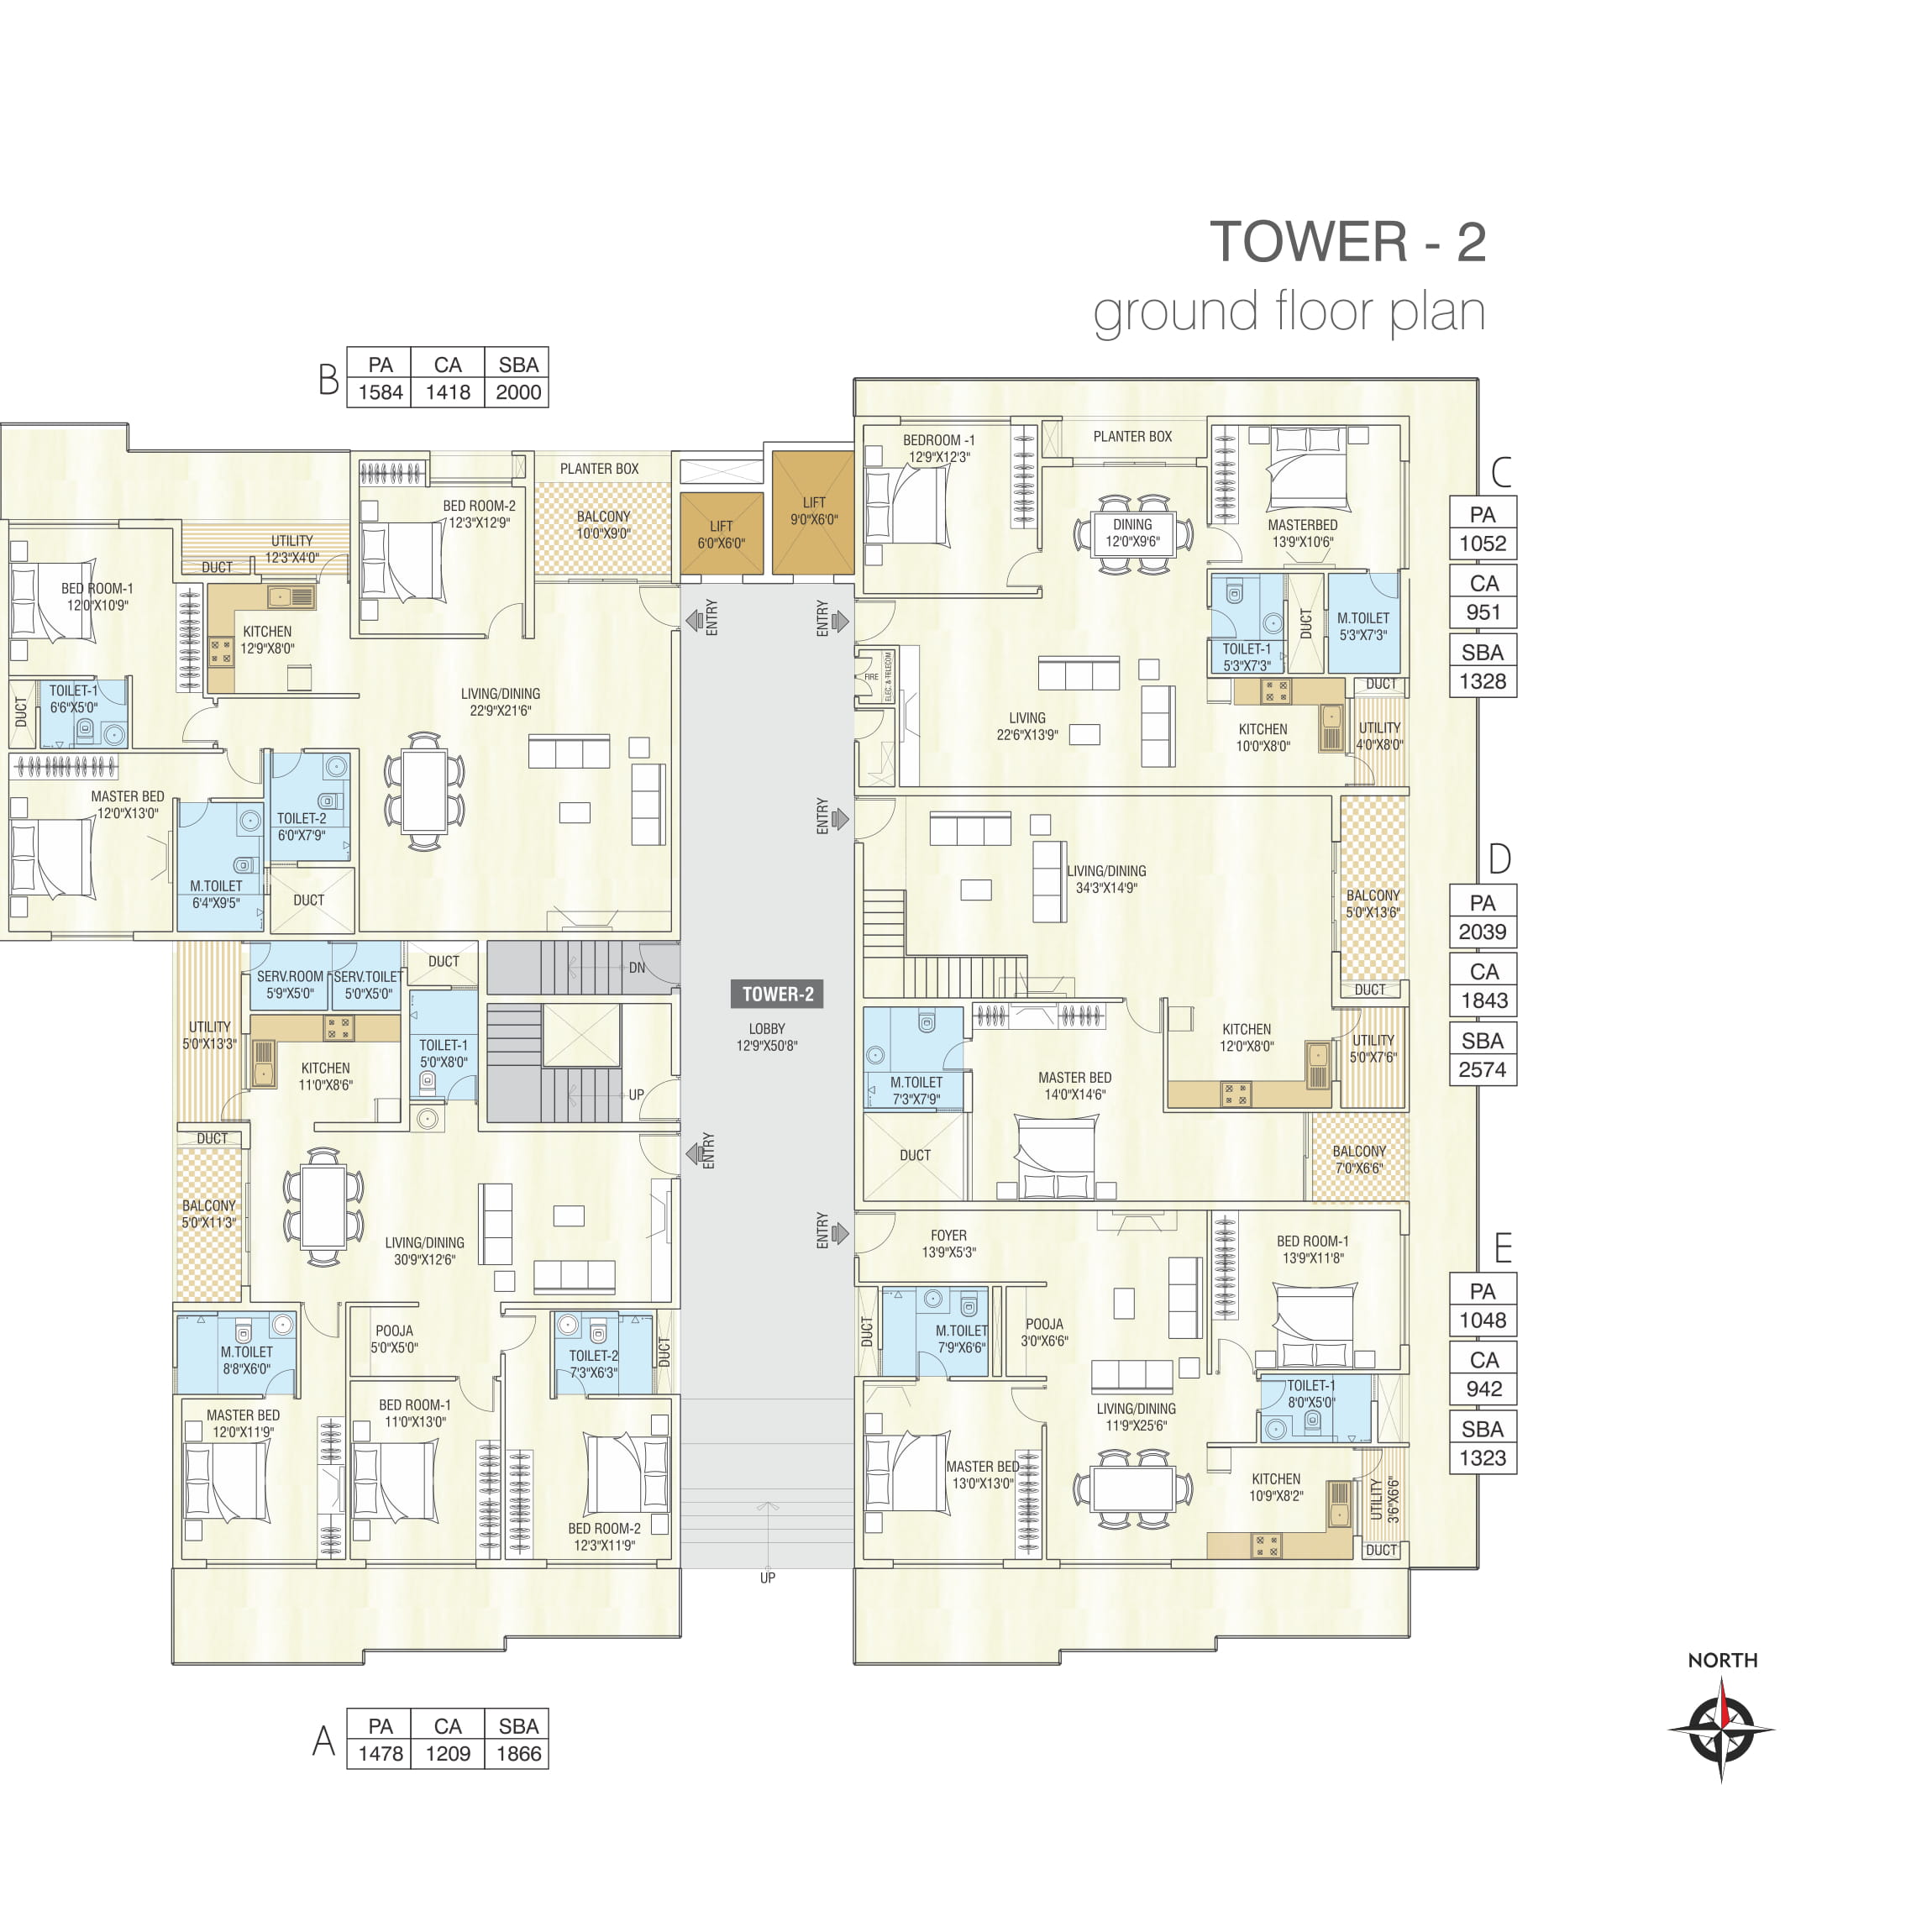 TOWER - 2
ground floor plan
B
PA CA SBA
1584 1418 2000
UTILITY
12'3"X4'0"
DUCT
BED ROOM-2
12'3"X12'9"
PLANTER BOX
BALCONY
10'0"X9'0"
LIFT
6'0"X6'0"
LIFT
9'0"X6'0"
BED ROOM-1
12'0"X10'9"
KITCHEN
12'9"X8'0"
TOILET-1
6'6"X5'0"
DUCT
LIVING/DINING
22'9"X21'6"
ENTRY
MASTER BED
12'0"X13'0"
TOILET-2
6'0"X7'9"
M.TOILET
6'4"X9'5"
DUCT
BEDROOM -1
12'9"X12'3"
PLANTER BOX
DINING
12'0"X9'6"
MASTERBED
13'9"X10'6"
ENTRY
FIRE
ELEC. & TELECOM
TOILET-1
5'3"X7'3"
DUCT
M.TOILET
5'3"X7'3"
DUCT
LIVING
22'6"X13'9"
KITCHEN
10'0"X8'0"
UTILITY
4'0"X8'0"
C
PA
1052
CA
951
SBA
1328
ENTRY
LIVING/DINING
34'3"X14'9"
BALCONY
5'0"X13'6"
DUCT
M.TOILET
7'3"X7'9"
MASTER BED
14'0"X14'6"
KITCHEN
12'0"X8'0"
UTILITY
5'0"X7'6"
DUCT
BALCONY
7'0"X6'6"
D
PA
2039
CA
1843
SBA
2574
SERV.ROOM
5'9"X5'0"
SERV.TOILET
5'0"X5'0"
DUCT
DN
UTILITY
5'0"X13'3"
KITCHEN
11'0"X8'6"
TOILET-1
5'0"X8'0"
UP
TOWER-2
LOBBY
12'9"X50'8"
ENTRY
DUCT
BALCONY
5'0"X11'3"
LIVING/DINING
30'9"X12'6"
M.TOILET
8'8"X6'0"
POOJA
5'0"X5'0"
TOILET-2
7'3"X6'3"
DUCT
MASTER BED
12'0"X11'9"
BED ROOM-1
11'0"X13'0"
BED ROOM-2
12'3"X11'9"
UP
ENTRY
FOYER
13'9"X5'3"
BED ROOM-1
13'9"X11'8"
DUCT
M.TOILET
7'9"X6'6"
POOJA
3'0"X6'6"
TOILET-1
8'0"X5'0"
LIVING/DINING
11'9"X25'6"
MASTER BED
13'0"X13'0"
KITCHEN
10'9"X8'2"
UTILITY
3'6"X6'6"
DUCT
E
PA
1048
CA
942
SBA
1323
A
PA CA SBA
1478 1209 1866
NORTH